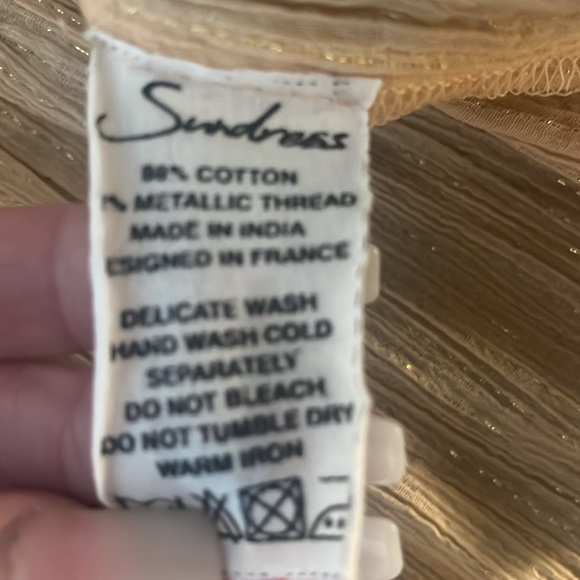 Sundress
COTTON
% METALLIC THREAD
MADE IN INDIA
ESIGNED IN FRANCE
DELICATE WASH
HAND WASH COLD
SEPARATELY
DO NOT BLEACH
DO NOT TUMBLE DRY
WARM IRON